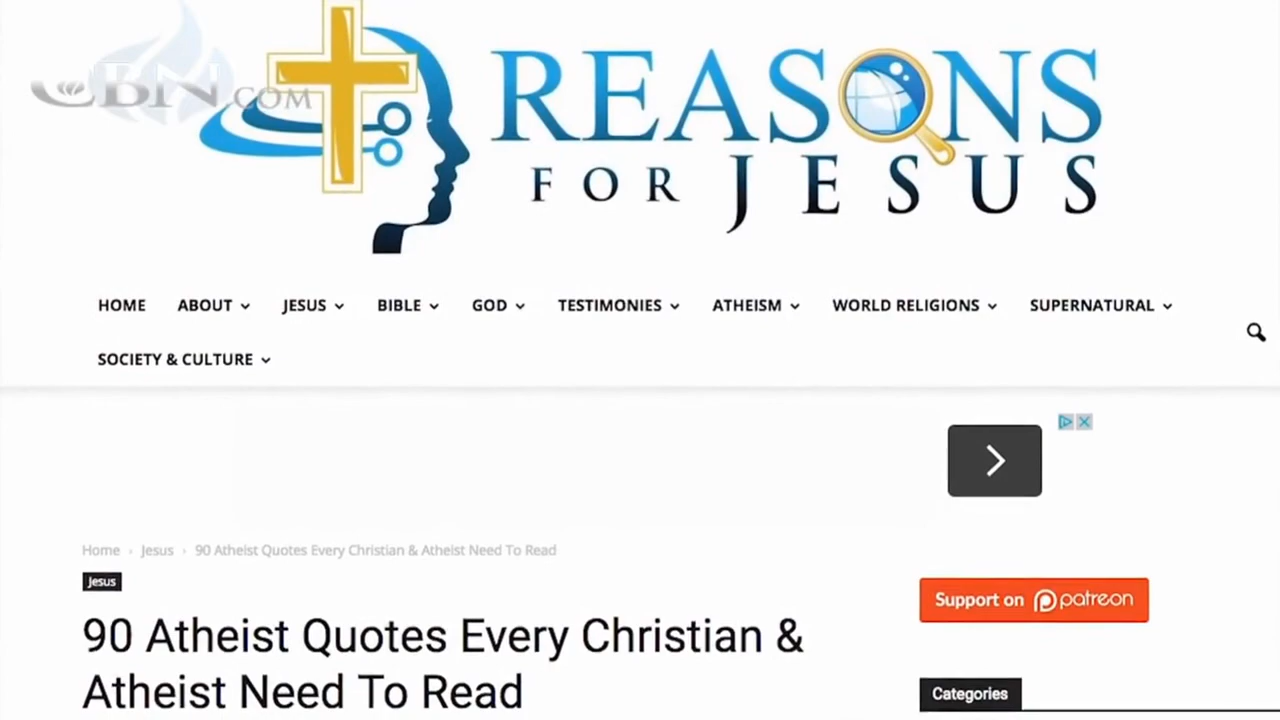 CBN.COM
REASONS
FOR JESUS
HOME ABOUT JESUS BIBLE GOD TESTIMONIES ATHEISM WORLD RELIGIONS SUPERNATURAL
SOCIETY & CULTURE
Home › Jesus › 90 Atheist Quotes Every Christian & Atheist Need To Read
Jesus
90 Atheist Quotes Every Christian &
Atheist Need To Read
Support on patreon
Categories